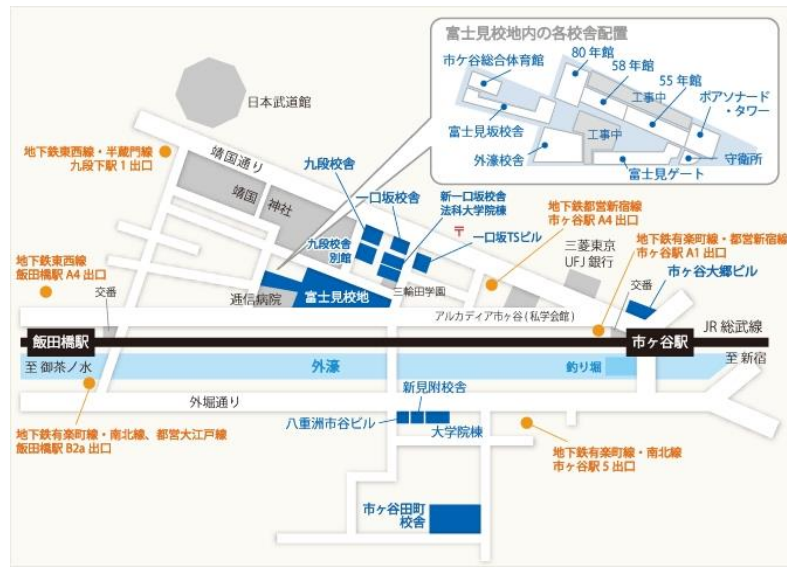 富士見校地内の各校舎配置
80年館
58年館
55年館
市ケ谷総合体育館
工事中
ボアソナード
・タワー
富士見坂校舎
工事中
外濠校舎
守衛所
富士見ゲート
日本武道館
地下鉄東西線・半蔵門線
九段下駅1出口
靖国通り
靖国
神社
九段校舎
一口坂校舎
新一口坂校舎
法科大学院棟
九段校舎
別館
〒
一口坂TSビル
地下鉄都営新宿線
市ヶ谷駅 A4 出口
三菱東京
UFJ 銀行
地下鉄有楽町線・都営新宿線
市ヶ谷駅 A1 出口
地下鉄東西線
飯田橋駅 A4 出口
交番
逓信病院
富士見校地
三輪田学園
アルカディア市ヶ谷(私学会館)
交番
市ヶ谷大郷ビル
JR 総武線
飯田橋駅
市ヶ谷駅
至 御茶ノ水
外濠
釣り堀
至 新宿
外堀通り
新見附校舎
八重洲市谷ビル
大学院棟
地下鉄有楽町線・南北線、都営大江戸線
飯田橋駅 B2a 出口
地下鉄有楽町線・南北線
市ヶ谷駅 5 出口
市ヶ谷田町
校舎